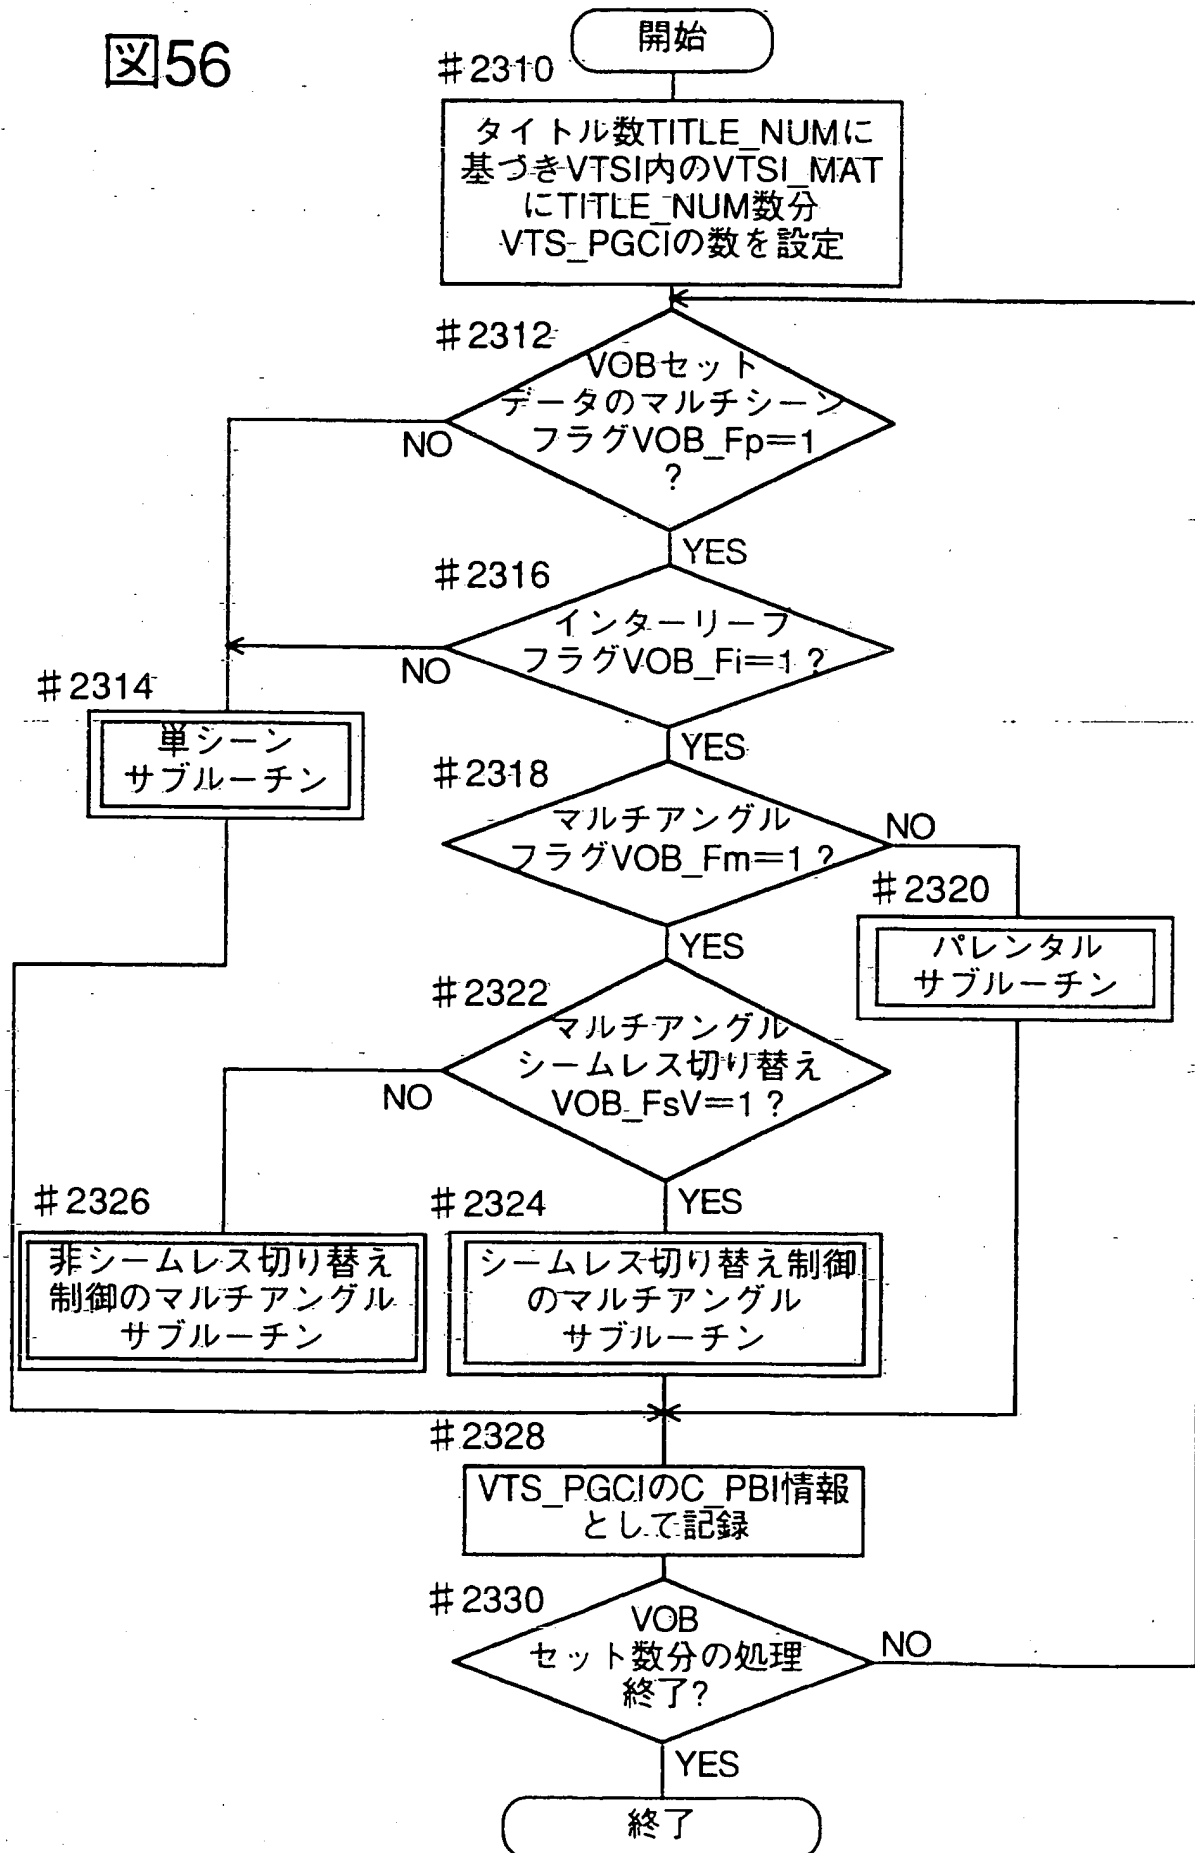 図56
開始
#2310
タイトル数TITLE_NUMに
基づきVTSI内のVTSI_MAT
にTITLE_NUM数分
VTS_PGCIの数を設定
#2312
VOBセット
データのマルチシーン
フラグVOB_Fp=1
?
NO
YES
#2316
インターリーフ
フラグVOB_Fi=1?
NO
YES
#2314
単シーン
サブルーチン
#2318
マルチアングル
フラグVOB_Fm=1?
NO
YES
#2320
パレンタル
サブルーチン
#2322
マルチアングル
シームレス切り替え
VOB_FsV=1?
NO
YES
#2326
非シームレス切り替え
制御のマルチアングル
サブルーチン
#2324
シームレス切り替え制御
のマルチアングル
サブルーチン
#2328
VTS_PGCIのC_PBI情報
として記録
#2330
VOB
セット数分の処理
終了?
NO
YES
終了